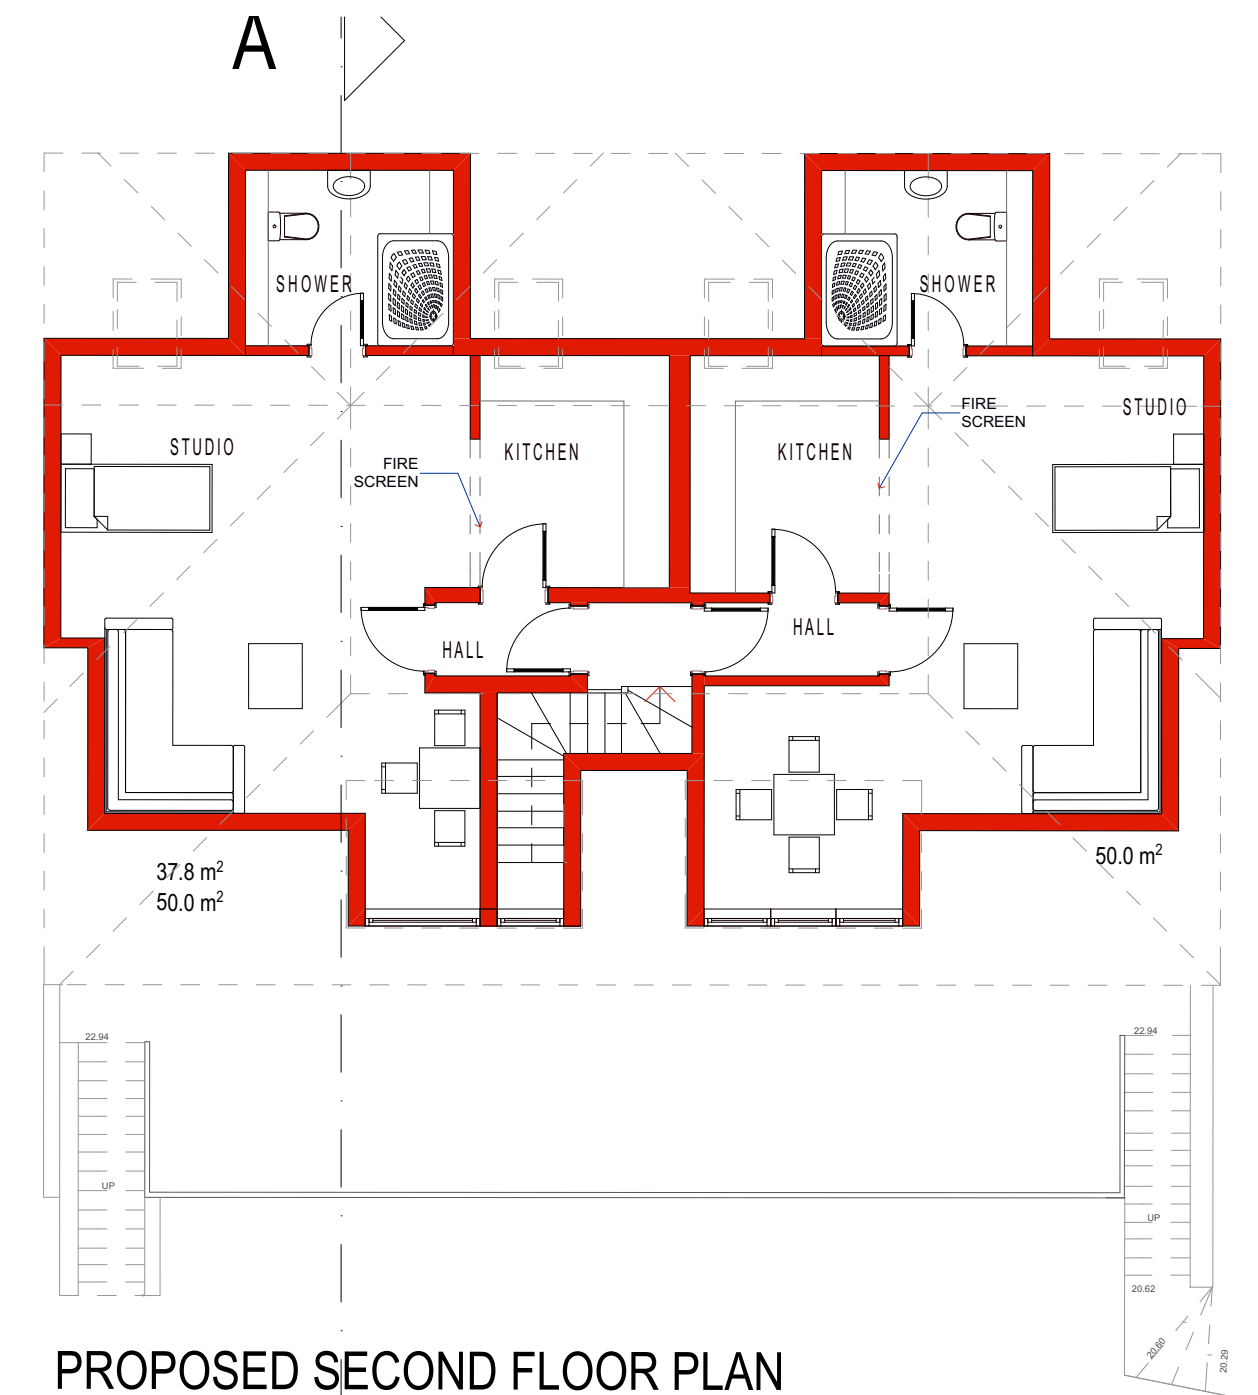 A
SHOWER
SHOWER
STUDIO
FIRE
SCREEN
KITCHEN
KITCHEN
FIRE
SCREEN
STUDIO
HALL
HALL
37.8 m²
50.0 m²
50.0 m²
22.94
22.94
UP
UP
20.62
20.60
20.29
PROPOSED SECOND FLOOR PLAN